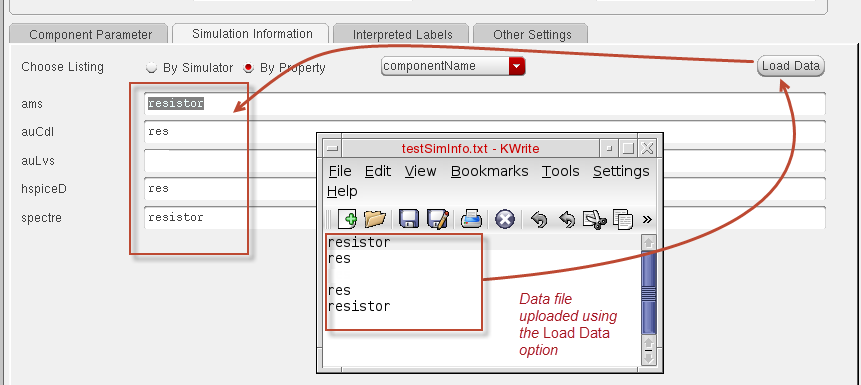 Component Parameter Simulation Information Interpreted Labels Other Settings
Choose Listing By Simulator By Property componentName Load Data
ams resistor
auCdl res
auLvs
hspiceD res
spectre resistor
testSimInfo.txt - KWrite
File Edit View Bookmarks Tools Settings
Help
»
resistor
res
res
resistor
Data file
uploaded using
the Load Data
option